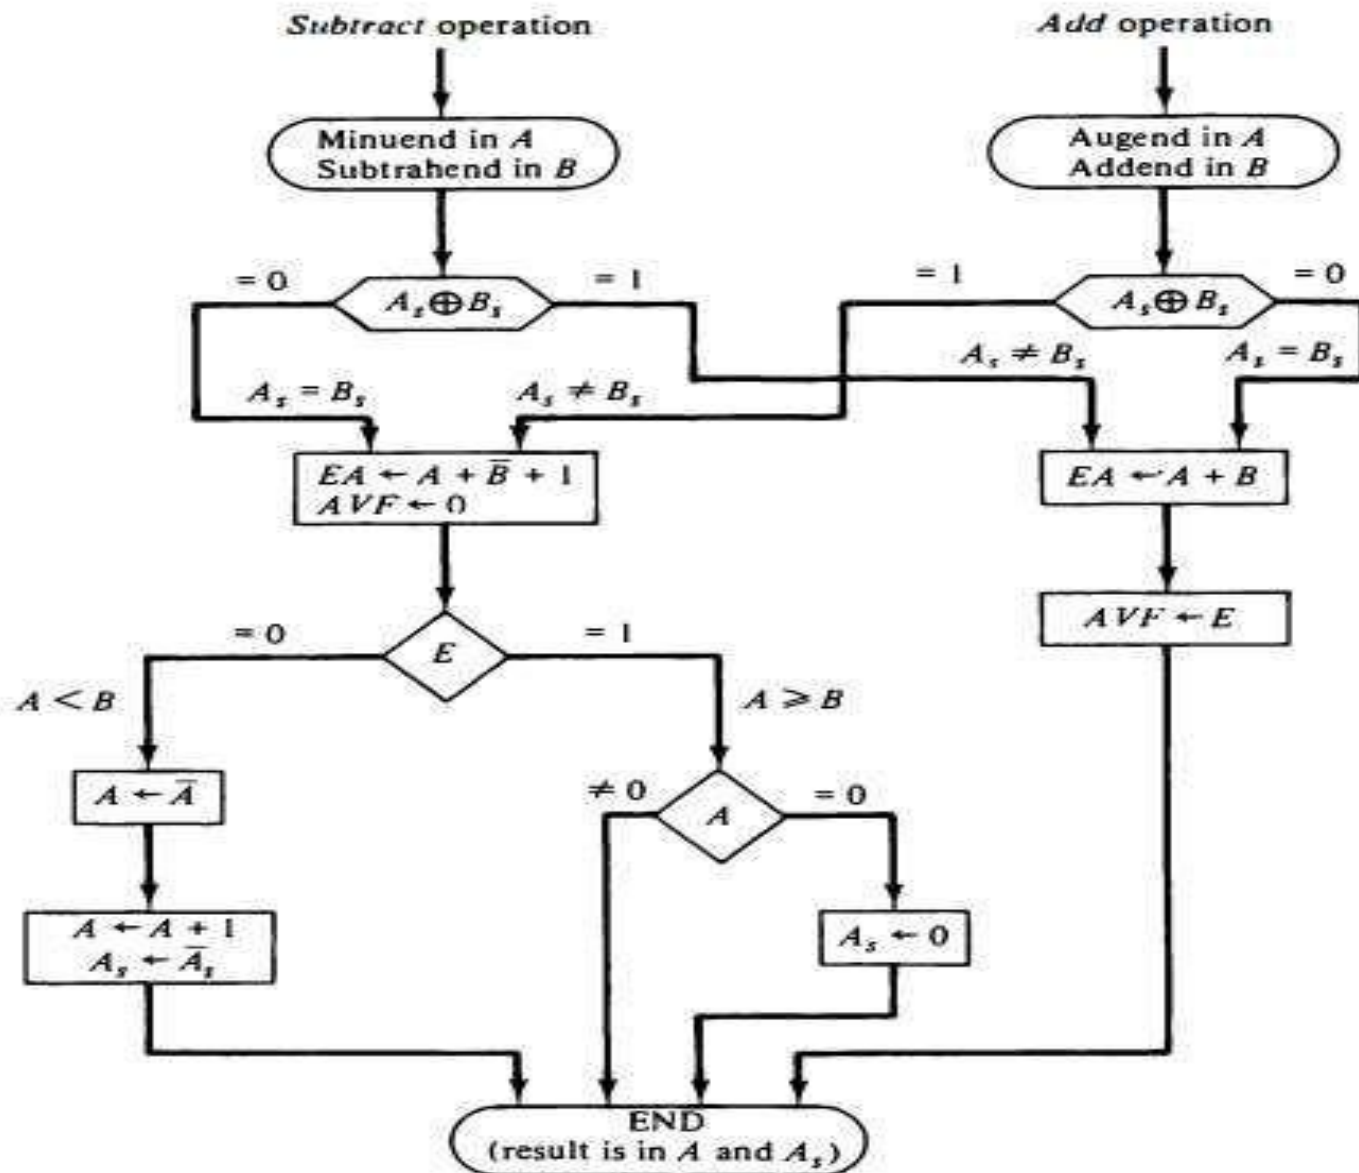 Subtract operation
Add operation
Minuend in A
Subtrahend in B
Augend in A
Addend in B
= 0
A_s ⊕ B_s
= 1
= 1
A_s ⊕ B_s
= 0
A_s = B_s
A_s ≠ B_s
A_s ≠ B_s
A_s = B_s
EA ← A + B̅ + 1
AVF ← 0
EA ← A + B
AVF ← E
= 0
E
= 1
A < B
A ⩾ B
A ← A̅
≠ 0
A
= 0
A ← A + 1
A_s ← A̅_s
A_s ← 0
END
(result is in A and A_s)